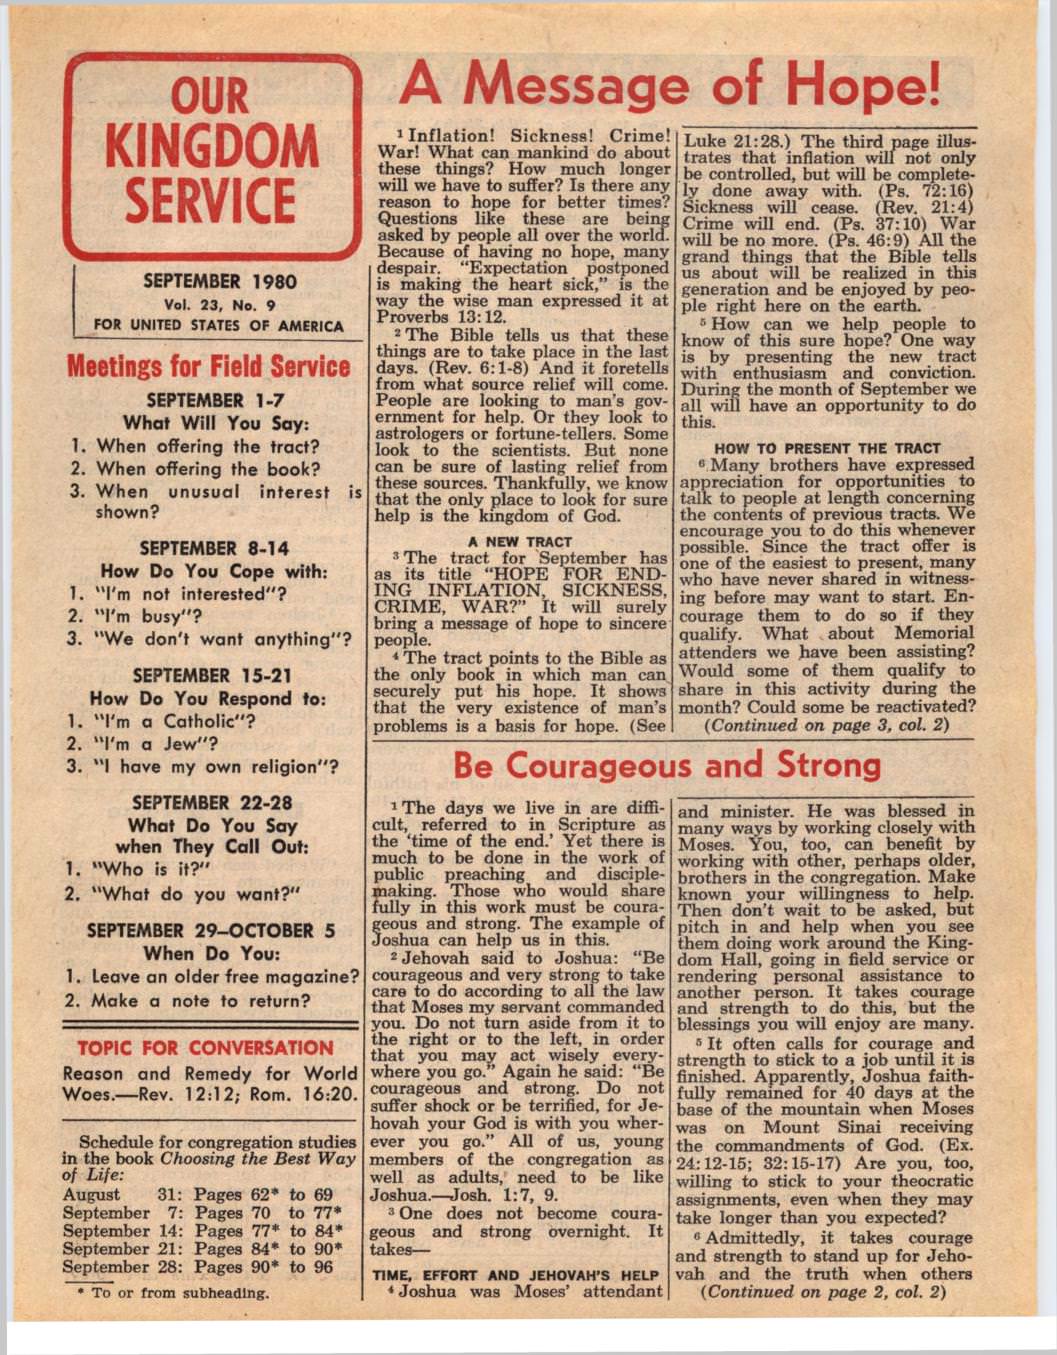 OUR
KINGDOM
SERVICE
SEPTEMBER 1980
Vol. 23, No. 9
FOR UNITED STATES OF AMERICA
Meetings for Field Service
SEPTEMBER 1-7
What Will You Say:
1. When offering the tract?
2. When offering the book?
3. When unusual interest is
shown?
SEPTEMBER 8-14
How Do You Cope with:
1. "I'm not interested"?
2. "I'm busy"?
3. "We don't want anything"?
SEPTEMBER 15-21
How Do You Respond to:
1. "I'm a Catholic"?
2. "I'm a Jew"?
3. "I have my own religion"?
SEPTEMBER 22-28
What Do You Say
when They Call Out:
1. "Who is it?"
2. "What do you want?"
SEPTEMBER 29–OCTOBER 5
When Do You:
1. Leave an older free magazine?
2. Make a note to return?
TOPIC FOR CONVERSATION
Reason and Remedy for World
Woes.—Rev. 12:12; Rom. 16:20.
Schedule for congregation studies
in the book Choosing the Best Way
of Life:
August 31: Pages 62* to 69
September 7: Pages 70 to 77*
September 14: Pages 77* to 84*
September 21: Pages 84* to 90*
September 28: Pages 90* to 96
* To or from subheading.
A Message of Hope!
1 Inflation! Sickness! Crime!
War! What can mankind do about
these things? How much longer
will we have to suffer? Is there any
reason to hope for better times?
Questions like these are being
asked by people all over the world.
Because of having no hope, many
despair. "Expectation postponed
is making the heart sick," is the
way the wise man expressed it at
Proverbs 13:12.
2 The Bible tells us that these
things are to take place in the last
days. (Rev. 6:1-8) And it foretells
from what source relief will come.
People are looking to man's gov-
ernment for help. Or they look to
astrologers or fortune-tellers. Some
look to the scientists. But none
can be sure of lasting relief from
these sources. Thankfully, we know
that the only place to look for sure
help is the kingdom of God.
A NEW TRACT
3 The tract for September has
as its title "HOPE FOR END-
ING INFLATION, SICKNESS,
CRIME, WAR?" It will surely
bring a message of hope to sincere
people.
4 The tract points to the Bible as
the only book in which man can
securely put his hope. It shows
that the very existence of man's
problems is a basis for hope. (See
Luke 21:28.) The third page illus-
trates that inflation will not only
be controlled, but will be complete-
ly done away with. (Ps. 72:16)
Sickness will cease. (Rev. 21:4)
Crime will end. (Ps. 37:10) War
will be no more. (Ps. 46:9) All the
grand things that the Bible tells
us about will be realized in this
generation and be enjoyed by peo-
ple right here on the earth.
5 How can we help people to
know of this sure hope? One way
is by presenting the new tract
with enthusiasm and conviction.
During the month of September we
all will have an opportunity to do
this.
HOW TO PRESENT THE TRACT
6 Many brothers have expressed
appreciation for opportunities to
talk to people at length concerning
the contents of previous tracts. We
encourage you to do this whenever
possible. Since the tract offer is
one of the easiest to present, many
who have never shared in witness-
ing before may want to start. En-
courage them to do so if they
qualify. What about Memorial
attenders we have been assisting?
Would some of them qualify to
share in this activity during the
month? Could some be reactivated?
(Continued on page 3, col. 2)
Be Courageous and Strong
1 The days we live in are diffi-
cult, referred to in Scripture as
the 'time of the end.' Yet there is
much to be done in the work of
public preaching and disciple-
making. Those who would share
fully in this work must be coura-
geous and strong. The example of
Joshua can help us in this.
2 Jehovah said to Joshua: "Be
courageous and very strong to take
care to do according to all the law
that Moses my servant commanded
you. Do not turn aside from it to
the right or to the left, in order
that you may act wisely every-
where you go." Again he said: "Be
courageous and strong. Do not
suffer shock or be terrified, for Je-
hovah your God is with you wher-
ever you go." All of us, young
members of the congregation as
well as adults, need to be like
Joshua.—Josh. 1:7, 9.
3 One does not become coura-
geous and strong overnight. It
takes—
TIME, EFFORT AND JEHOVAH'S HELP
4 Joshua was Moses' attendant
and minister. He was blessed in
many ways by working closely with
Moses. You, too, can benefit by
working with other, perhaps older,
brothers in the congregation. Make
known your willingness to help.
Then don't wait to be asked, but
pitch in and help when you see
them doing work around the King-
dom Hall, going in field service or
rendering personal assistance to
another person. It takes courage
and strength to do this, but the
blessings you will enjoy are many.
5 It often calls for courage and
strength to stick to a job until it is
finished. Apparently, Joshua faith-
fully remained for 40 days at the
base of the mountain when Moses
was on Mount Sinai receiving
the commandments of God. (Ex.
24:12-15; 32:15-17) Are you, too,
willing to stick to your theocratic
assignments, even when they may
take longer than you expected?
6 Admittedly, it takes courage
and strength to stand up for Jeho-
vah and the truth when others
(Continued on page 2, col. 2)